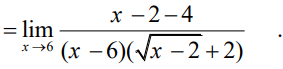 = lim x→6 (x − 2 − 4) / ((x − 6)(√(x − 2) + 2)) .